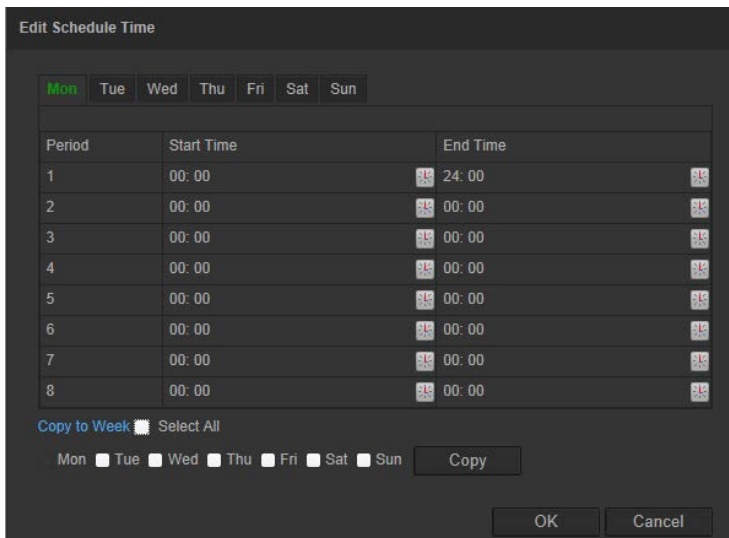 Edit Schedule Time
Mon Tue Wed Thu Fri Sat Sun
Period Start Time End Time
1 00: 00 24: 00
2 00: 00 00: 00
3 00: 00 00: 00
4 00: 00 00: 00
5 00: 00 00: 00
6 00: 00 00: 00
7 00: 00 00: 00
8 00: 00 00: 00
Copy to Week Select All
Mon Tue Wed Thu Fri Sat Sun Copy
OK Cancel